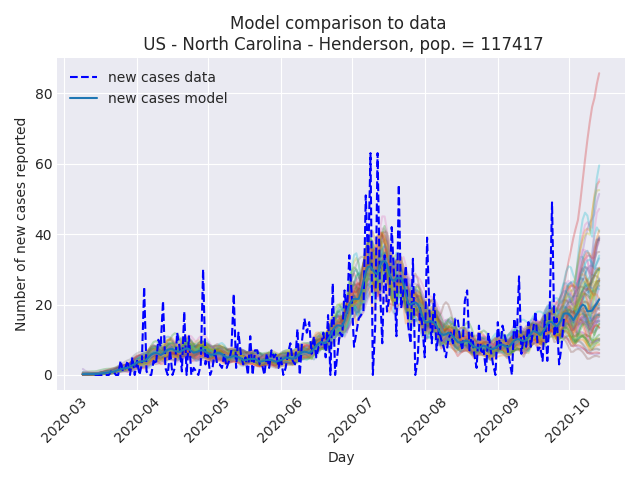 Model comparison to data
US - North Carolina - Henderson, pop. = 117417
new cases data
new cases model
Number of new cases reported
80
60
40
20
0
2020-03
2020-04
2020-05
2020-06
2020-07
2020-08
2020-09
2020-10
Day